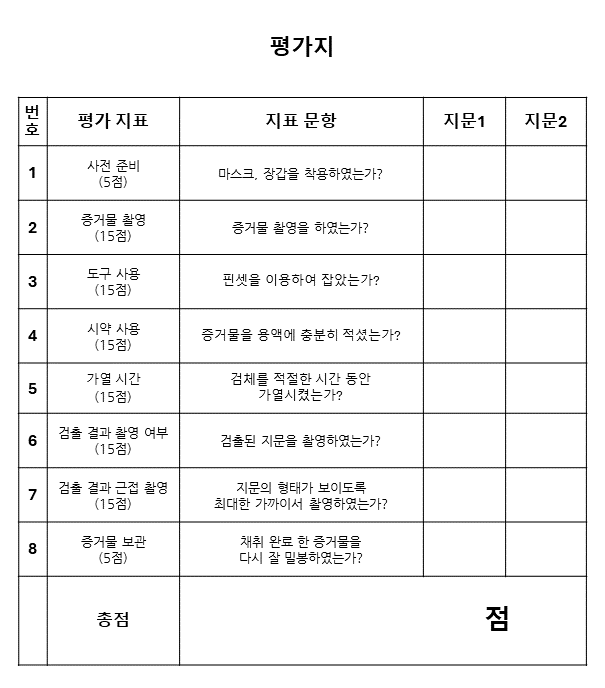 평가지
번호 평가 지표 지표 문항 지문1 지문2
1 사전 준비 (5점) 마스크, 장갑을 착용하였는가?
2 증거물 촬영 (15점) 증거물 촬영을 하였는가?
3 도구 사용 (15점) 핀셋을 이용하여 잡았는가?
4 시약 사용 (15점) 증거물을 용액에 충분히 적셨는가?
5 가열 시간 (15점) 검체를 적절한 시간 동안 가열시켰는가?
6 검출 결과 촬영 여부 (15점) 검출된 지문을 촬영하였는가?
7 검출 결과 근접 촬영 (15점) 지문의 형태가 보이도록 최대한 가까이서 촬영하였는가?
8 증거물 보관 (5점) 채취 완료 한 증거물을 다시 잘 밀봉하였는가?
총점 점